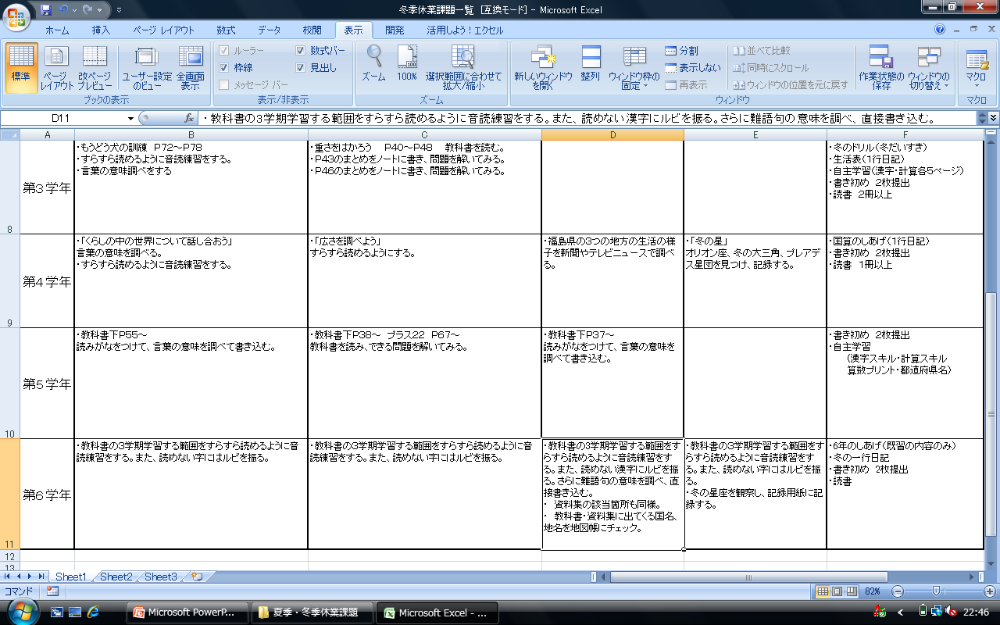 冬季休業課題一覧 [互換モード] - Microsoft Excel
ホーム 挿入 ページ レイアウト 数式 データ 校閲 表示 開発 活用しよう！エクセル
標準 ページ レイアウト 改ページ プレビュー ユーザー設定 のビュー 全画面 表示
ブックの表示
ルーラー 数式バー
枠線 見出し
メッセージ バー
表示/非表示
ズーム 100% 選択範囲に合わせて 拡大/縮小
ズーム
新しいウィンドウ を開く 整列 ウィンドウ枠の 固定
分割
表示しない
再表示
並べて比較
同時にスクロール
ウィンドウの位置を元に戻す
作業状態の 保存 ウィンドウの 切り替え
ウィンドウ
マクロ
マクロ
D11 fx ・教科書の3学期学習する範囲をすらすら読めるように音読練習をする。また、読めない漢字にルビを振る。さらに難語句の意味を調べ、直接書き込む。
A B C D E F
8
第3学年
・もうどう犬の訓練 P72～P78
・すらすら読めるように音読練習をする。
・言葉の意味調べをする
・重さをはかろう P40～P48 教科書を読む。
・P43のまとめをノートに書き、問題を解いてみる。
・P46のまとめをノートに書き、問題を解いてみる。
・冬のドリル(冬だいすき)
・生活表(1行日記)
・自主学習(漢字・計算各5ページ)
・書き初め 2枚提出
・読書 2冊以上
9
第4学年
・「くらしの中の世界について話し合おう」
言葉の意味を調べる。
・すらすら読めるように音読練習をする。
・「広さを調べよう」
すらすら読めるようにする。
・福島県の3つの地方の生活の様
子を新聞やテレビニュースで調べ
る。
・「冬の星」
オリオン座、冬の大三角、プレアデ
ス星団を見つけ、記録する。
・国算のしあげ(1行日記)
・書き初め 2枚提出
・読書 1冊以上
10
第5学年
・教科書下P55～
読みがなをつけて、言葉の意味を調べて書き込む。
・教科書下P38～ プラス22 P67～
教科書を読み、できる問題を解いてみる。
・教科書下P37～
読みがなをつけて、言葉の意味を
調べて書き込む。
・書き初め 2枚提出
・自主学習
(漢字スキル・計算スキル
算数プリント・都道府県名)
11
第6学年
・教科書の3学期学習する範囲をすらすら読めるように音
読練習をする。また、読めない字にはルビを振る。
・教科書の3学期学習する範囲をすらすら読めるように音
読練習をする。また、読めない字にはルビを振る。
・教科書の3学期学習する範囲を
すらすら読めるように音読練習をす
る。また、読めない漢字にルビを振
る。さらに難語句の意味を調べ、直
接書き込む。
・ 資料集の該当箇所も同様。
・ 教科書・資料集に出てくる国名、
地名を地図帳にチェック。
・教科書の3学期学習する範囲を
すらすら読めるように音読練習をす
る。また、読めない字にはルビを振
る。
・冬の星座を観察し、記録用紙に記
録する。
・6年のしあげ(既習の内容のみ)
・冬の一行日記
・書き初め 2枚提出
・読書
12
13
Sheet1 Sheet2 Sheet3
コマンド 82%
Microsoft PowerP... 夏季・冬季休業課題 Microsoft Excel - ... 22:46